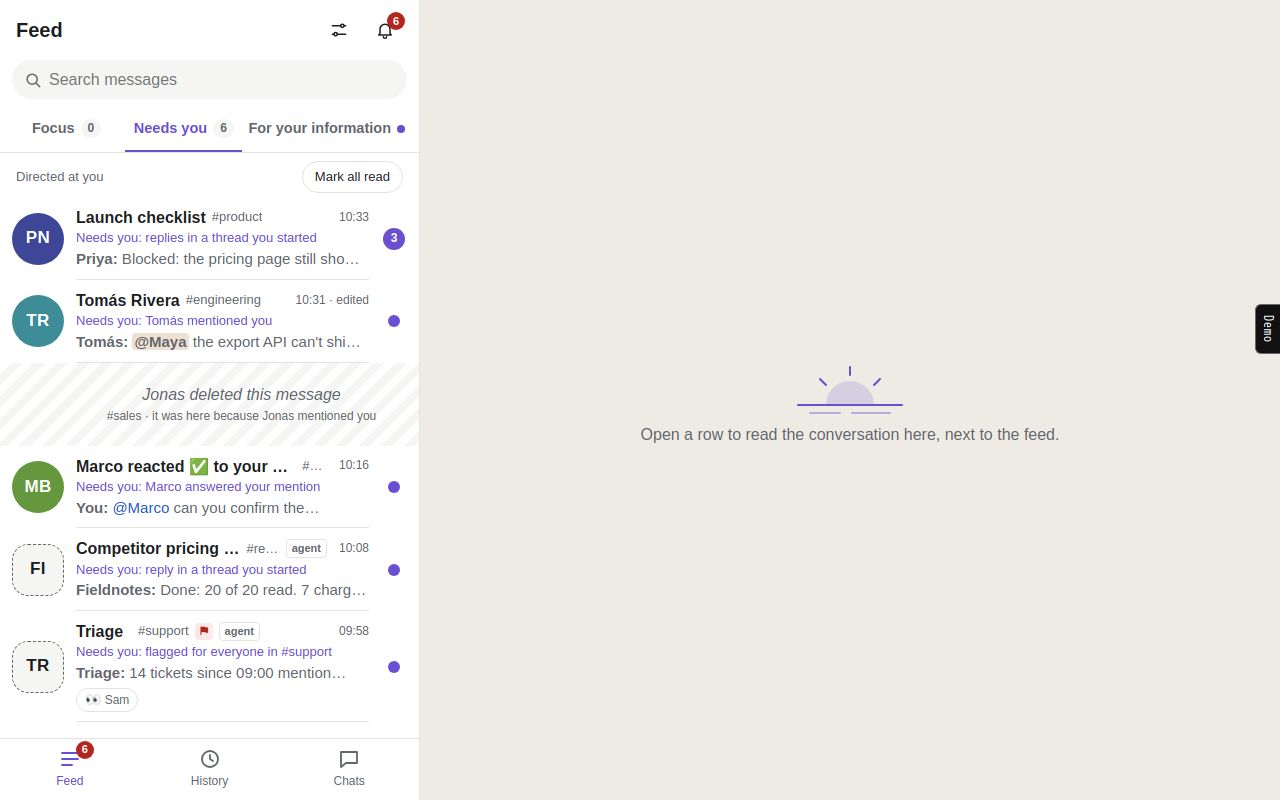 Feed
6
Search messages
Focus 0
Needs you 6
For your information
Directed at you
Mark all read
PN
Launch checklist #product 10:33
Needs you: replies in a thread you started
Priya: Blocked: the pricing page still sho…
3
TR
Tomás Rivera #engineering 10:31 · edited
Needs you: Tomás mentioned you
Tomás: @Maya the export API can't shi…
Jonas deleted this message
#sales · it was here because Jonas mentioned you
MB
Marco reacted ✅ to your … #… 10:16
Needs you: Marco answered your mention
You: @Marco can you confirm the…
FI
Competitor pricing … #re… agent 10:08
Needs you: reply in a thread you started
Fieldnotes: Done: 20 of 20 read. 7 charg…
TR
Triage #support agent 09:58
Needs you: flagged for everyone in #support
Triage: 14 tickets since 09:00 mention…
👀 Sam
6
Feed
History
Chats
Open a row to read the conversation here, next to the feed.
Demo